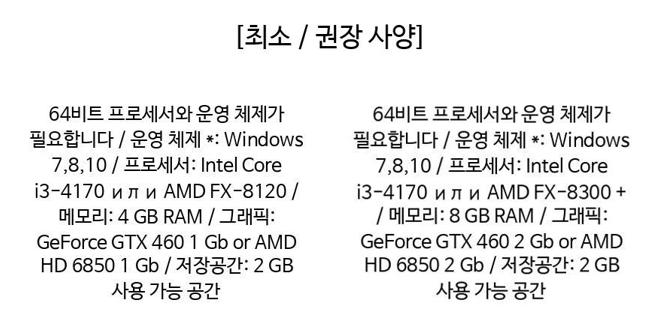 [최소 / 권장 사양]
64비트 프로세서와 운영 체제가
필요합니다 / 운영 체제 *: Windows
7,8,10 / 프로세서: Intel Core
i3-4170 или AMD FX-8120 /
메모리: 4 GB RAM / 그래픽:
GeForce GTX 460 1 Gb or AMD
HD 6850 1 Gb / 저장공간: 2 GB
사용 가능 공간
64비트 프로세서와 운영 체제가
필요합니다 / 운영 체제 *: Windows
7,8,10 / 프로세서: Intel Core
i3-4170 или AMD FX-8300 +
/ 메모리: 8 GB RAM / 그래픽:
GeForce GTX 460 2 Gb or AMD
HD 6850 2 Gb / 저장공간: 2 GB
사용 가능 공간